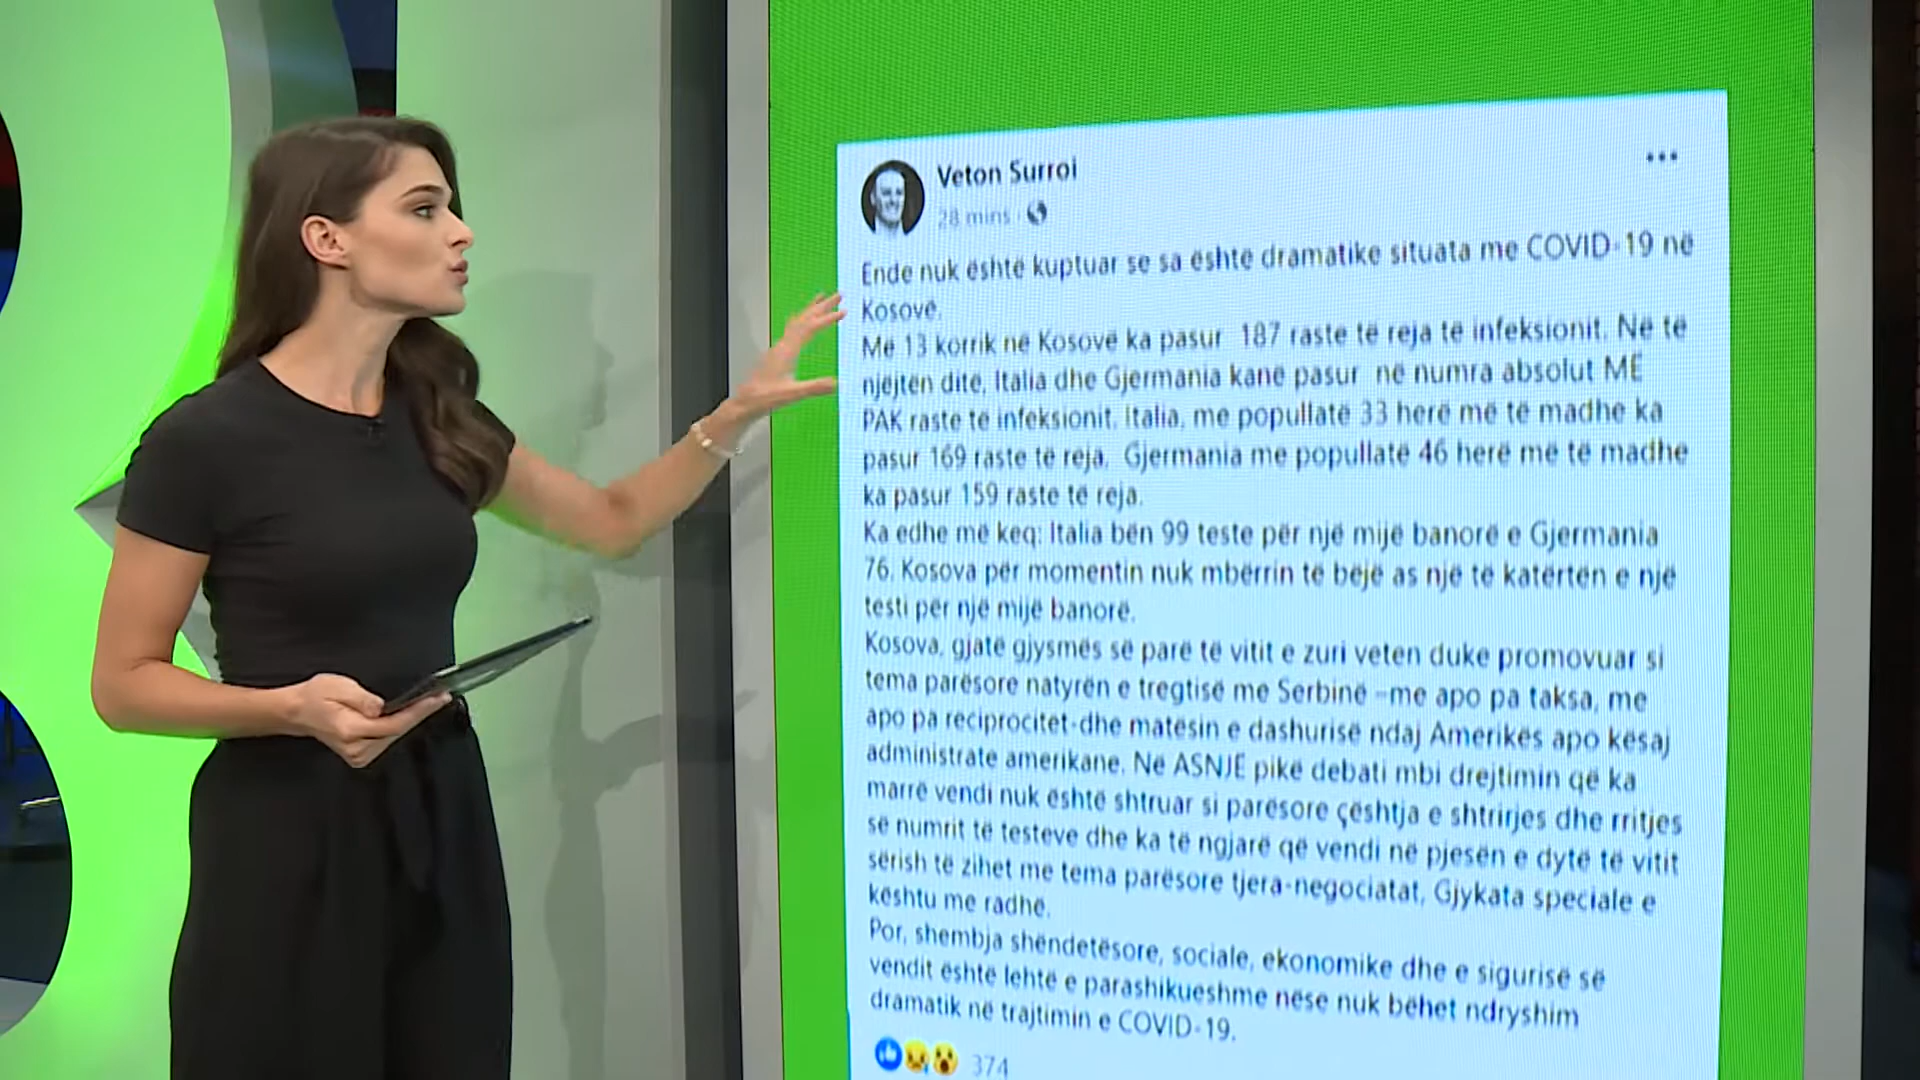 Veton Surroi
28 mins ·
Ende nuk është kuptuar se sa është dramatike situata me COVID-19 në
Kosovë.
Më 13 korrik në Kosovë ka pasur 187 raste të reja të infeksionit. Në të
njëjtën ditë, Italia dhe Gjermania kanë pasur në numra absolut MË
PAK raste të infeksionit. Italia, me popullatë 33 herë më të madhe ka
pasur 169 raste të reja. Gjermania me popullatë 46 herë më të madhe
ka pasur 159 raste të reja.
Ka edhe më keq: Italia bën 99 teste për një mijë banorë e Gjermania
76. Kosova për momentin nuk mbërrin të bëjë as një të katërtën e një
testi për një mijë banorë.
Kosova, gjatë gjysmës së parë të vitit e zuri veten duke promovuar si
tema parësore natyrën e tregtisë me Serbinë –me apo pa taksa, me
apo pa reciprocitet-dhe matësin e dashurisë ndaj Amerikës apo kësaj
administrate amerikane. Në ASNJË pikë debati mbi drejtimin që ka
marrë vendi nuk është shtruar si parësore çështja e shtrirjes dhe rritjes
së numrit të testeve dhe ka të ngjarë që vendi në pjesën e dytë të vitit
sërish të zihet me tema parësore tjera-negociatat, Gjykata speciale e
kështu me radhë.
Por, shembja shëndetësore, sociale, ekonomike dhe e sigurisë së
vendit është lehtë e parashikueshme nëse nuk bëhet ndryshim
dramatik në trajtimin e COVID-19.
374